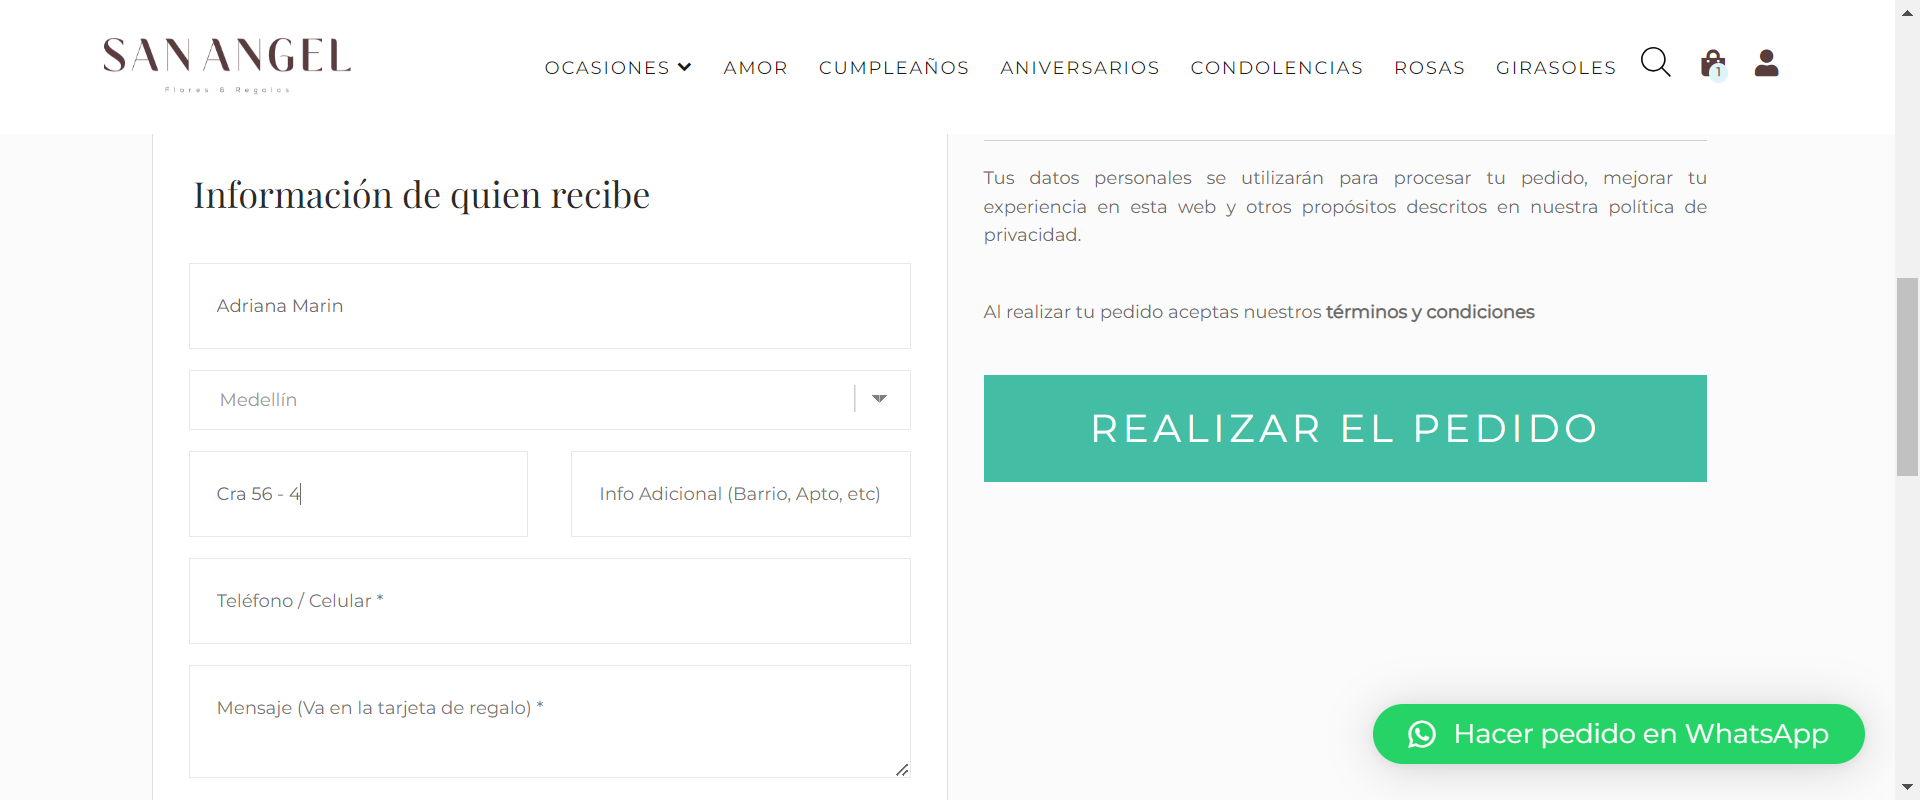 SAN ANGEL
Flores & Regalos
OCASIONES
AMOR
CUMPLEAÑOS
ANIVERSARIOS
CONDOLENCIAS
ROSAS
GIRASOLES
1
Información de quien recibe
Adriana Marin
Medellín
Cra 56 - 4
Info Adicional (Barrio, Apto, etc)
Teléfono / Celular *
Mensaje (Va en la tarjeta de regalo) *
Tus datos personales se utilizarán para procesar tu pedido, mejorar tu
experiencia en esta web y otros propósitos descritos en nuestra política de
privacidad.
Al realizar tu pedido aceptas nuestros términos y condiciones
REALIZAR EL PEDIDO
Hacer pedido en WhatsApp